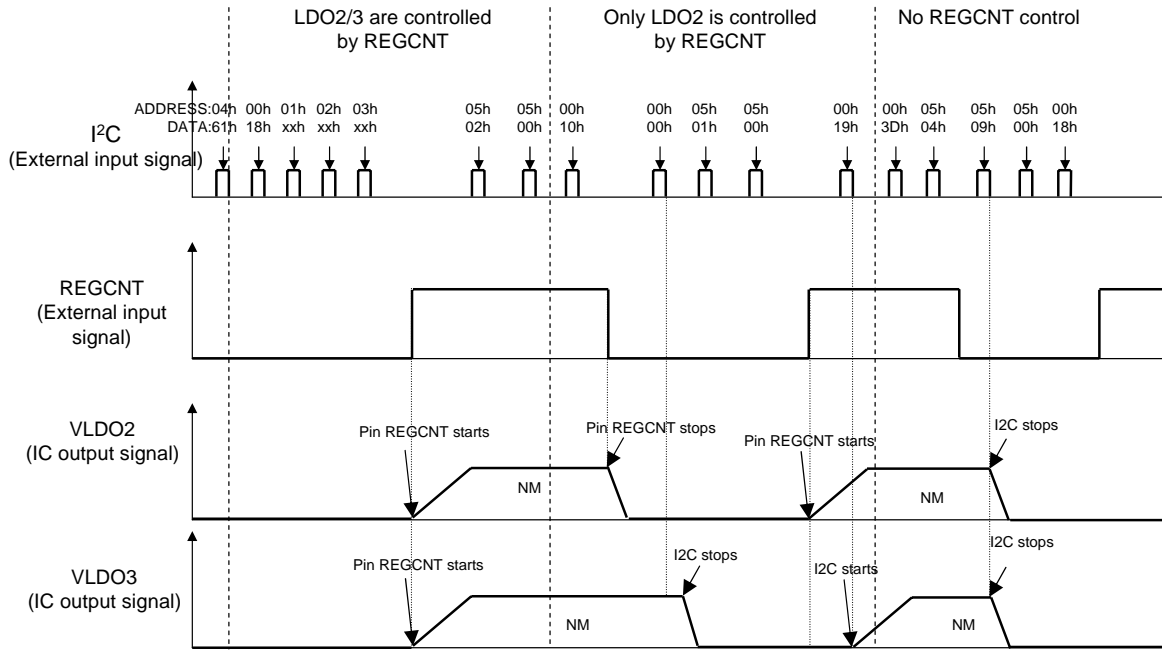 LDO2/3 are controlled
by REGCNT
Only LDO2 is controlled
by REGCNT
No REGCNT control
ADDRESS:04h 00h 01h 02h 03h 05h 05h 00h 00h 05h 05h 00h 00h 05h 05h 05h 00h
DATA:61h 18h xxh xxh xxh 02h 00h 10h 00h 01h 00h 19h 3Dh 04h 09h 00h 18h
I²C
(External input signal)
REGCNT
(External input
signal)
VLDO2
(IC output signal)
Pin REGCNT starts
Pin REGCNT stops
Pin REGCNT starts
I2C stops
NM
NM
VLDO3
(IC output signal)
Pin REGCNT starts
I2C stops
I2C starts
I2C stops
NM
NM